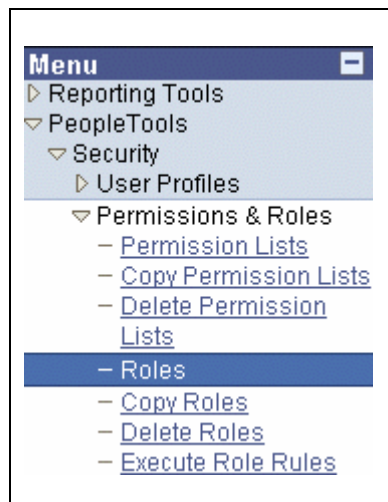 Menu
Reporting Tools
PeopleTools
Security
User Profiles
Permissions & Roles
Permission Lists
Copy Permission Lists
Delete Permission
Lists
Roles
Copy Roles
Delete Roles
Execute Role Rules